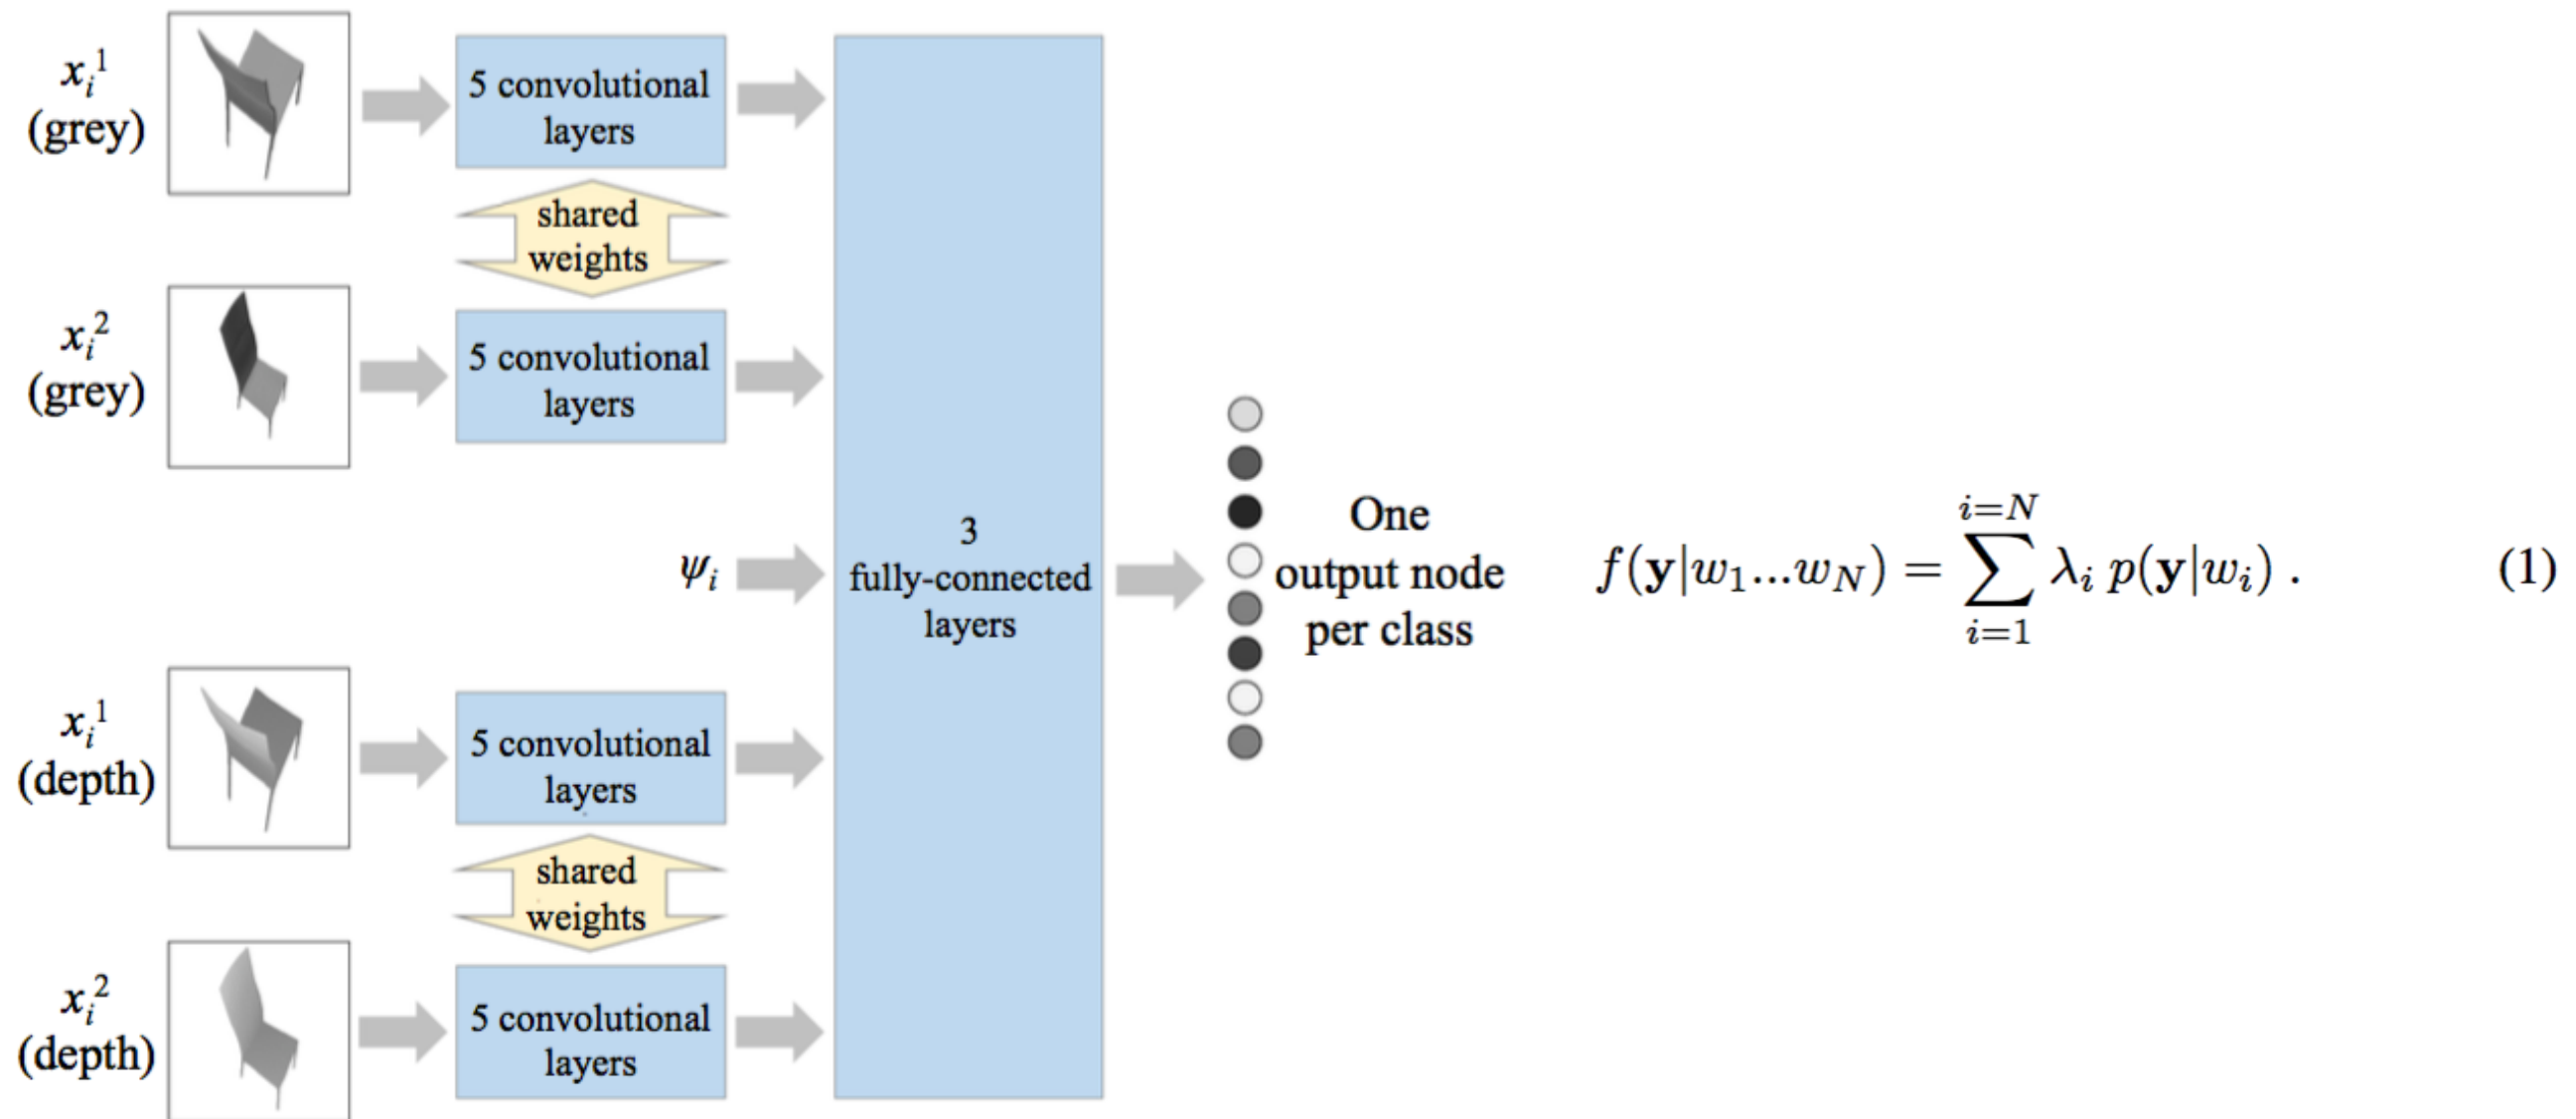 x_i^1
(grey)
5 convolutional
layers
shared
weights
x_i^2
(grey)
5 convolutional
layers
ψ_i
3
fully-connected
layers
One
output node
per class
f(y|w_1...w_N) = \sum_{i=1}^{i=N} λ_i p(y|w_i) . (1)
x_i^1
(depth)
5 convolutional
layers
shared
weights
x_i^2
(depth)
5 convolutional
layers